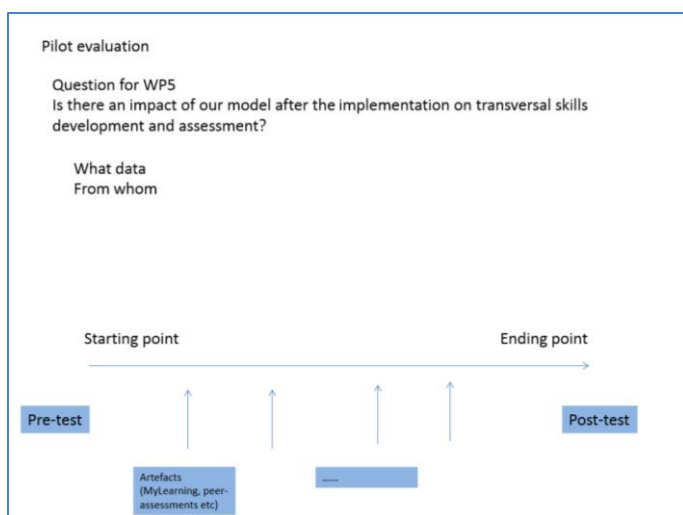 Pilot evaluation
Question for WP5
Is there an impact of our model after the implementation on transversal skills
development and assessment?
What data
From whom
Starting point
Ending point
Pre-test
Post-test
Artefacts
(MyLearning, peer-
assessments etc)
......